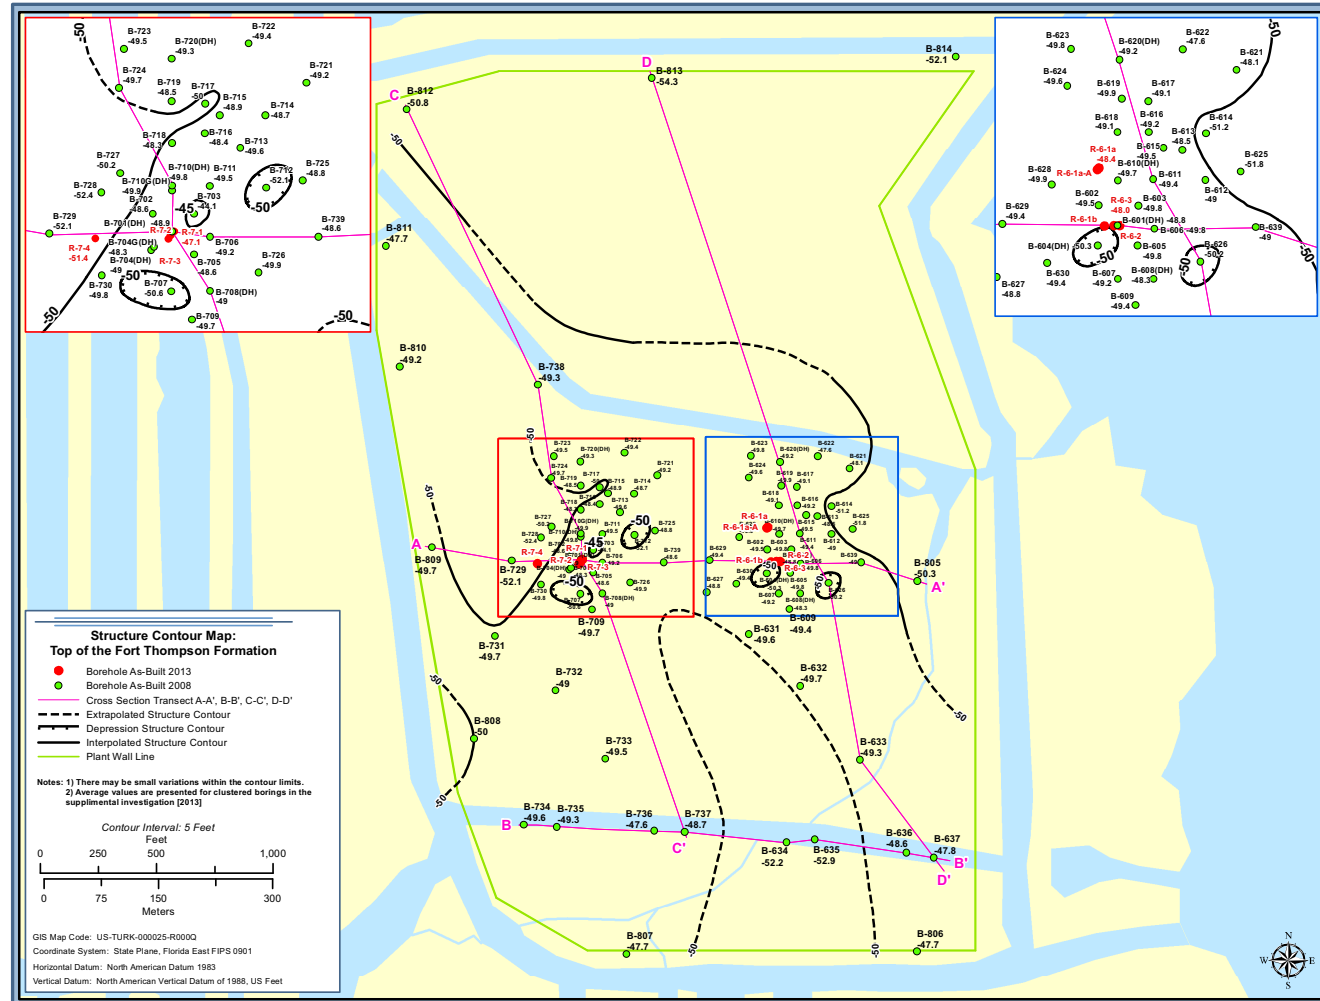 B-723
-49.5
B-720(DH)
-49.3
B-722
-49.4
B-724
-49.7
B-719
-48.5
B-717
-50
B-721
-49.2
B-715
-48.9
B-714
-48.7
B-718
-48.3
B-716
-48.4
B-713
-49.6
B-727
-50.2
B-710(DH)
-49.8
B-711
-49.5
B-712
-52.1
B-725
-48.8
B-728
-52.4
B-710G(DH)
-49.9
B-702
-48.6
B-703
-44.1
-45
-50
B-729
-52.1
B-701(DH)
-48.9
R-7-2
R-7-1
-47.1
B-739
-48.6
R-7-4
-51.4
B-704G(DH)
-48.3
B-704(DH)
-49
R-7-3
B-706
-49.2
B-705
-48.6
B-726
-49.9
B-730
-49.8
-50
B-707
-50.6
B-708(DH)
-49
B-709
-49.7
-50
-50
-50
B-623
-49.8
B-620(DH)
-49.2
B-622
-47.6
B-621
-48.1
B-624
-49.6
B-619
-49.9
B-617
-49.1
B-618
-49.1
B-616
-49.2
B-614
-51.2
B-613
-48.5
B-615
-49.5
R-6-1a
-48.4
R-6-1a-A
B-610(DH)
-49.7
B-625
-51.8
B-628
-49.9
B-611
-49.4
B-612
-49
B-602
-49.5
R-6-3
-48.0
B-603
-49.8
B-629
-49.4
R-6-1b
B-601(DH)
-48.8
B-606
-49.8
B-639
-49
R-6-2
B-604(DH)
-50.3
-50
B-605
-49.8
B-626
-50.2
B-630
-49.4
B-607
-49.2
B-608(DH)
-48.3
B-627
-48.8
B-609
-49.4
-50
-50
-50
B-814
-52.1
D
B-813
-54.3
C
B-812
-50.8
-50
B-811
-47.7
B-810
-49.2
B-738
-49.3
-50
-50
A
B-809
-49.7
B-729
-52.1
B-805
-50.3
A'
B-709
-49.7
B-731
-49.7
B-732
-49
B-609
-49.4
B-631
-49.6
B-632
-49.7
-50
-50
B-808
-50
B-733
-49.5
B-633
-49.3
-50
B
B-734
-49.6
B-735
-49.3
B-736
-47.6
B-737
-48.7
C'
B-634
-52.2
B-635
-52.9
B-636
-48.6
B-637
-47.8
B'
D'
B-807
-47.7
-50
-50
B-806
-47.7
Structure Contour Map:
Top of the Fort Thompson Formation
Borehole As-Built 2013
Borehole As-Built 2008
Cross Section Transect A-A', B-B', C-C', D-D'
Extrapolated Structure Contour
Depression Structure Contour
Interpolated Structure Contour
Plant Wall Line
Notes: 1) There may be small variations within the contour limits.
2) Average values are presented for clustered borings in the
supplimental investigation [2013]
Contour Interval: 5 Feet
Feet
0 250 500 1,000
0 75 150 300
Meters
GIS Map Code: US-TURK-000025-R000Q
Coordinate System: State Plane, Florida East FIPS 0901
Horizontal Datum: North American Datum 1983
Vertical Datum: North American Vertical Datum of 1988, US Feet
N
W E
S